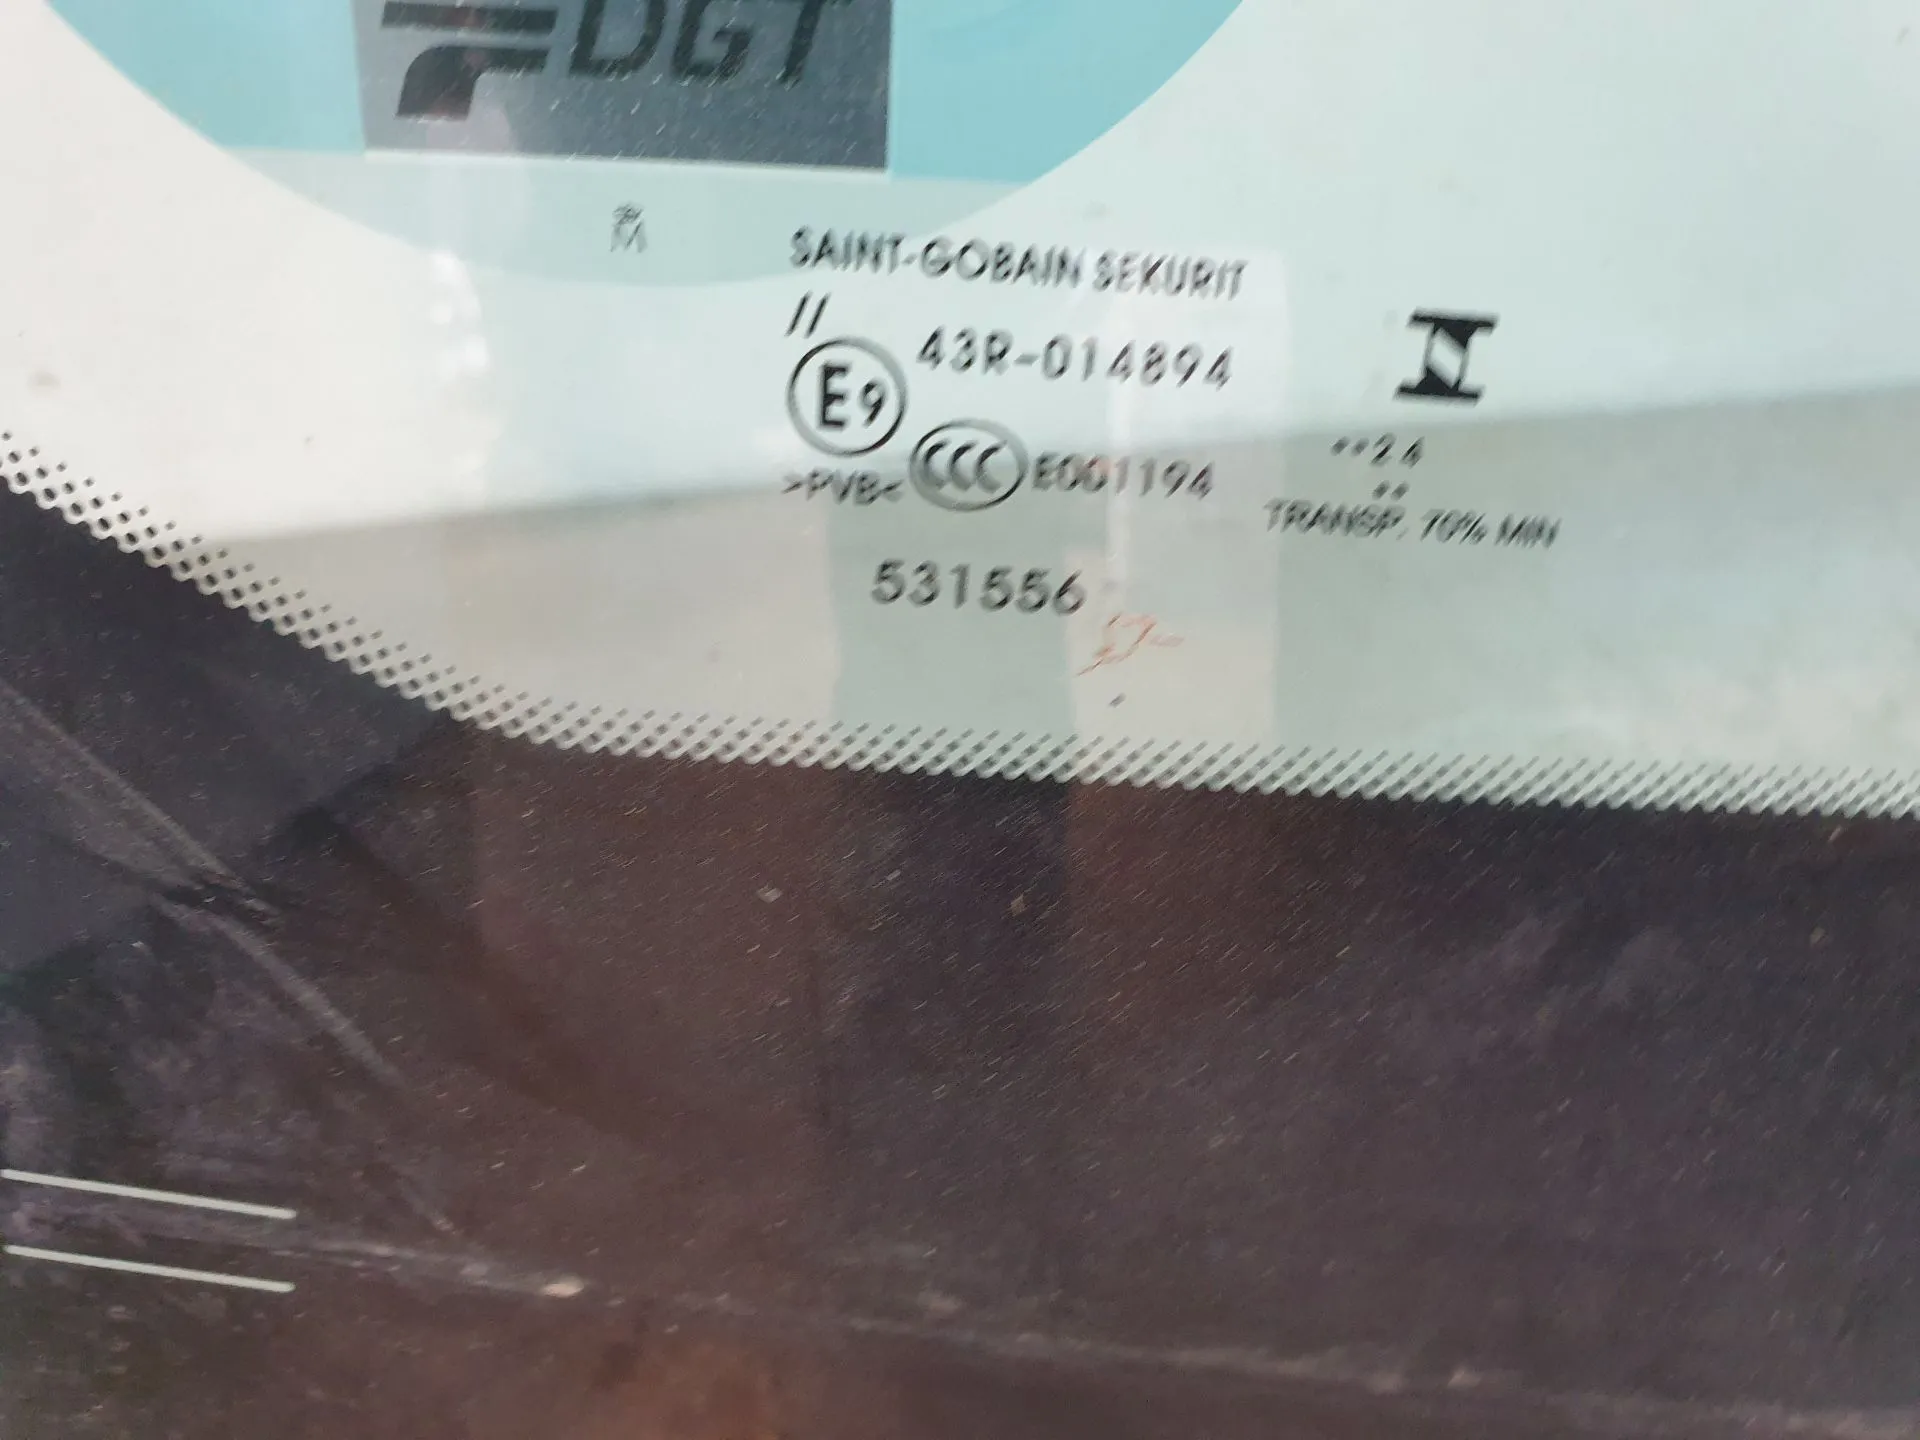 DGT
SAINT-GOBAIN SEKURIT
//
E9 43R-014894
>PVB< CCC E001194
531556
••24
••
TRANSP. 70% MIN